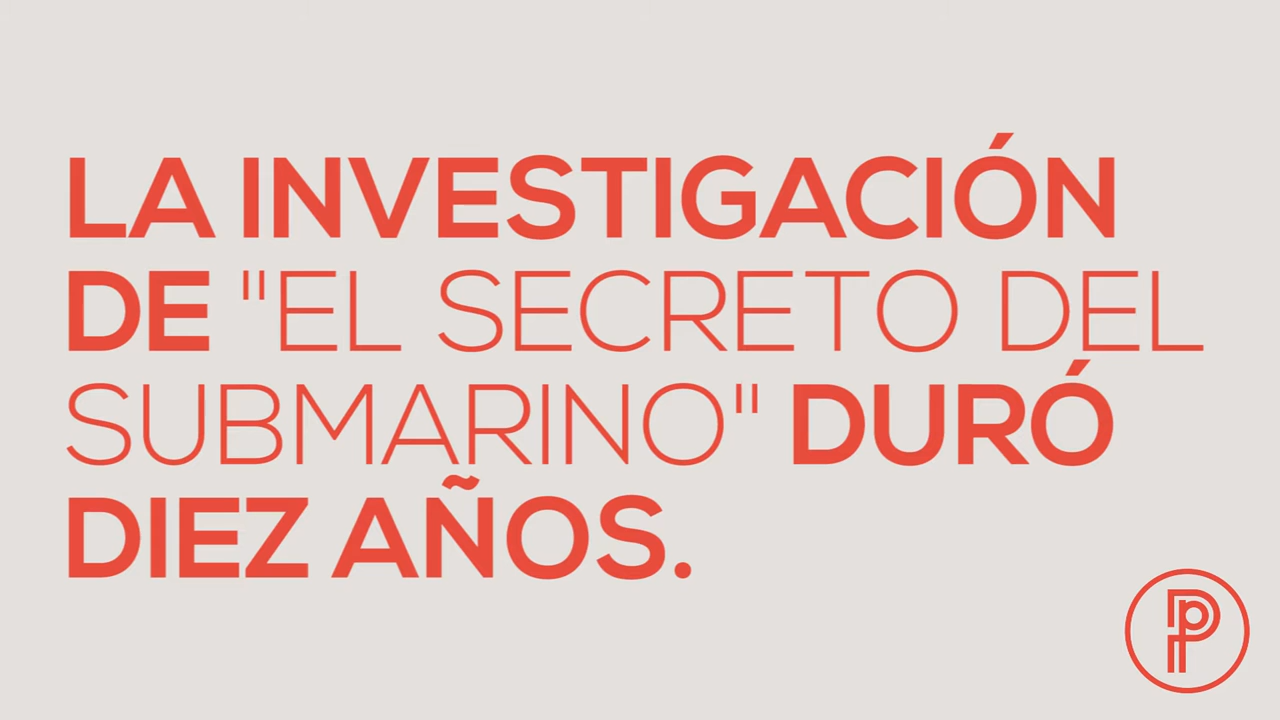 LA INVESTIGACIÓN
DE "EL SECRETO DEL
SUBMARINO" DURÓ
DIEZ AÑOS.